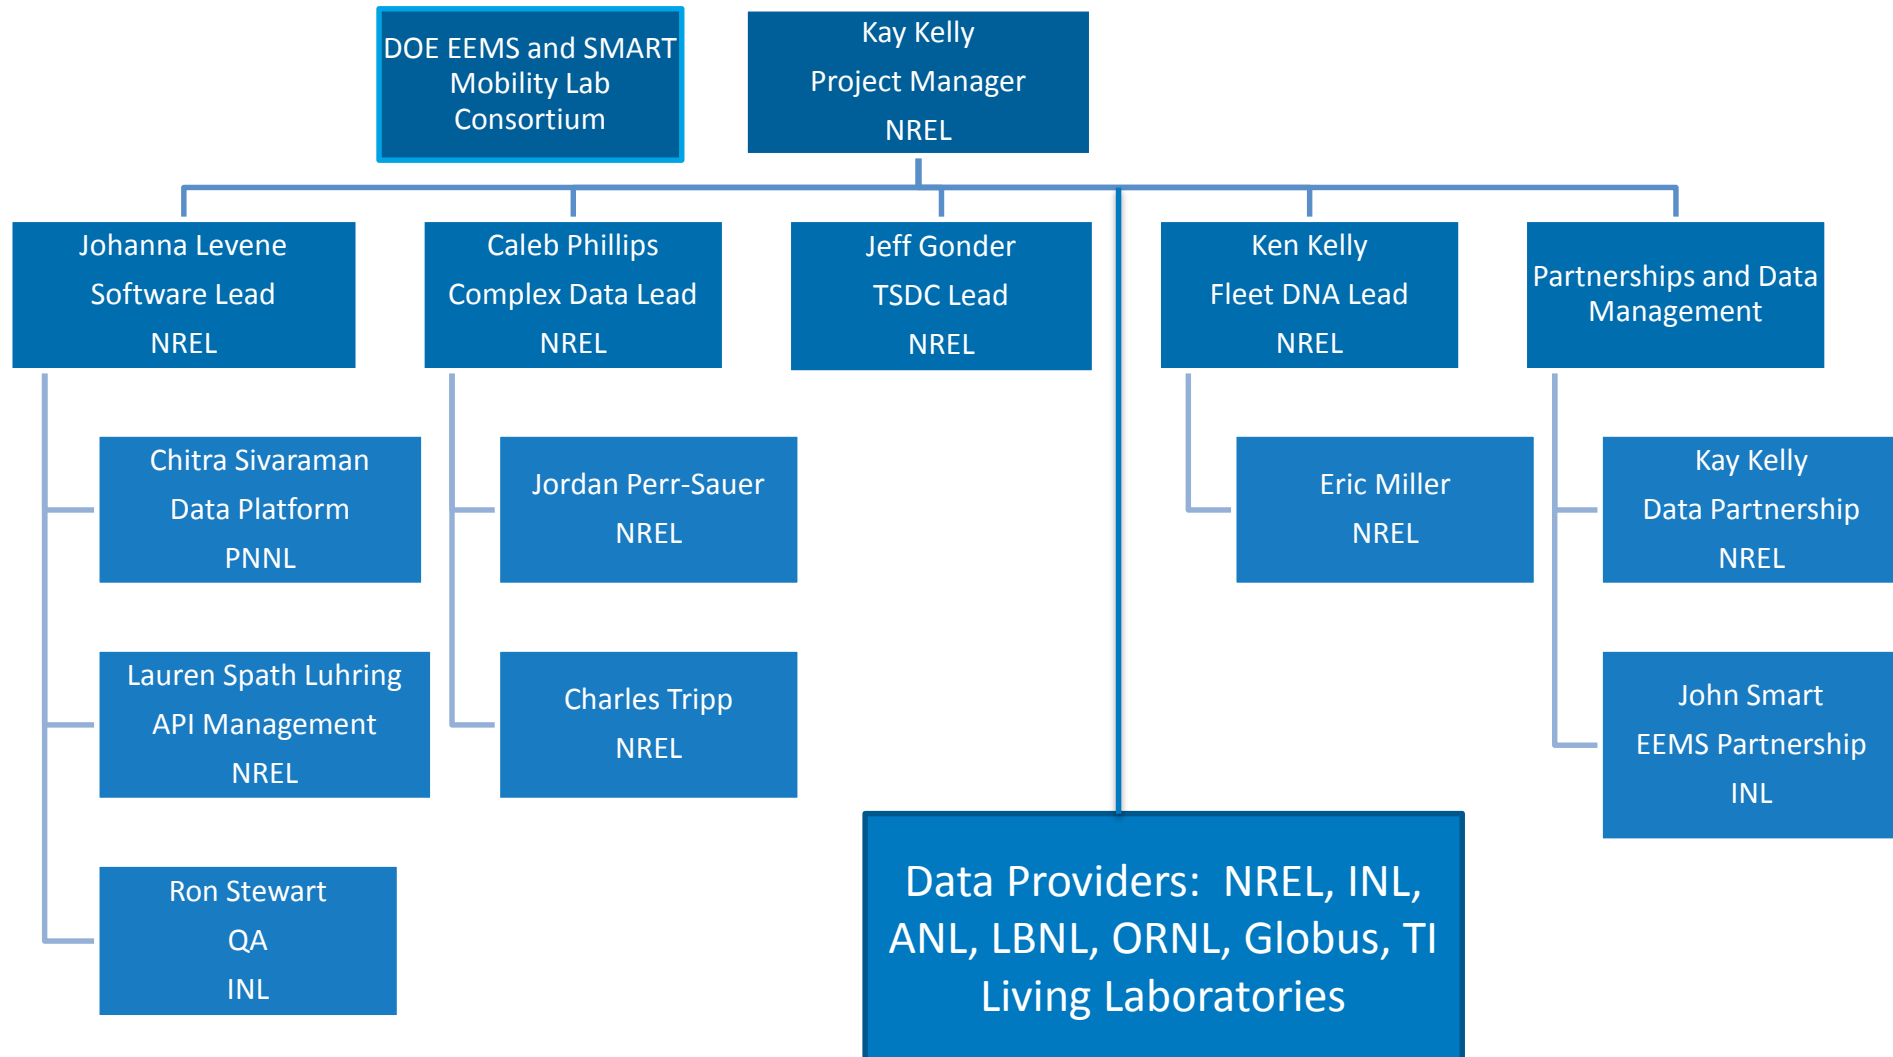 DOE EEMS and SMART
Mobility Lab
Consortium
Kay Kelly
Project Manager
NREL
Johanna Levene
Software Lead
NREL
Caleb Phillips
Complex Data Lead
NREL
Jeff Gonder
TSDC Lead
NREL
Ken Kelly
Fleet DNA Lead
NREL
Partnerships and Data
Management
Chitra Sivaraman
Data Platform
PNNL
Jordan Perr-Sauer
NREL
Eric Miller
NREL
Kay Kelly
Data Partnership
NREL
Lauren Spath Luhring
API Management
NREL
Charles Tripp
NREL
John Smart
EEMS Partnership
INL
Ron Stewart
QA
INL
Data Providers: NREL, INL,
ANL, LBNL, ORNL, Globus, TI
Living Laboratories